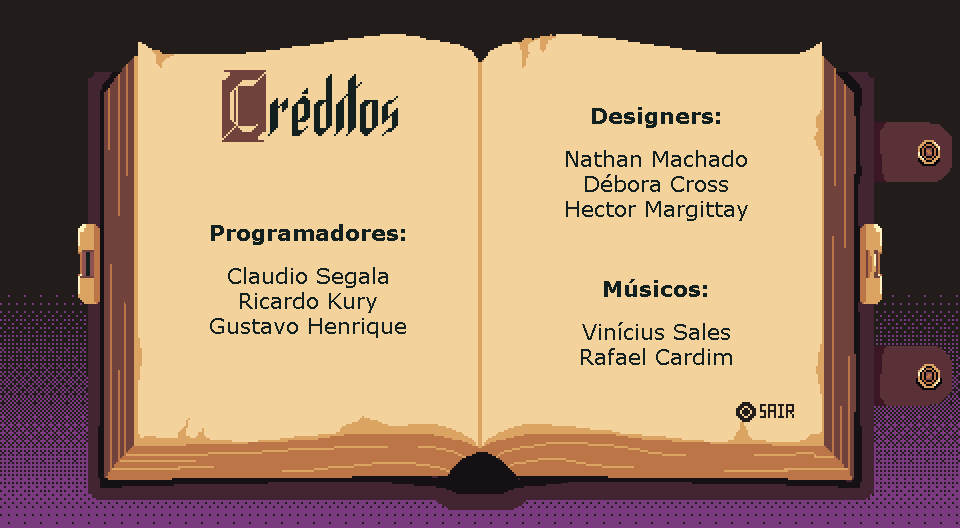 Créditos
Programadores:
Claudio Segala
Ricardo Kury
Gustavo Henrique
Designers:
Nathan Machado
Débora Cross
Hector Margittay
Músicos:
Vinícius Sales
Rafael Cardim
SAIR